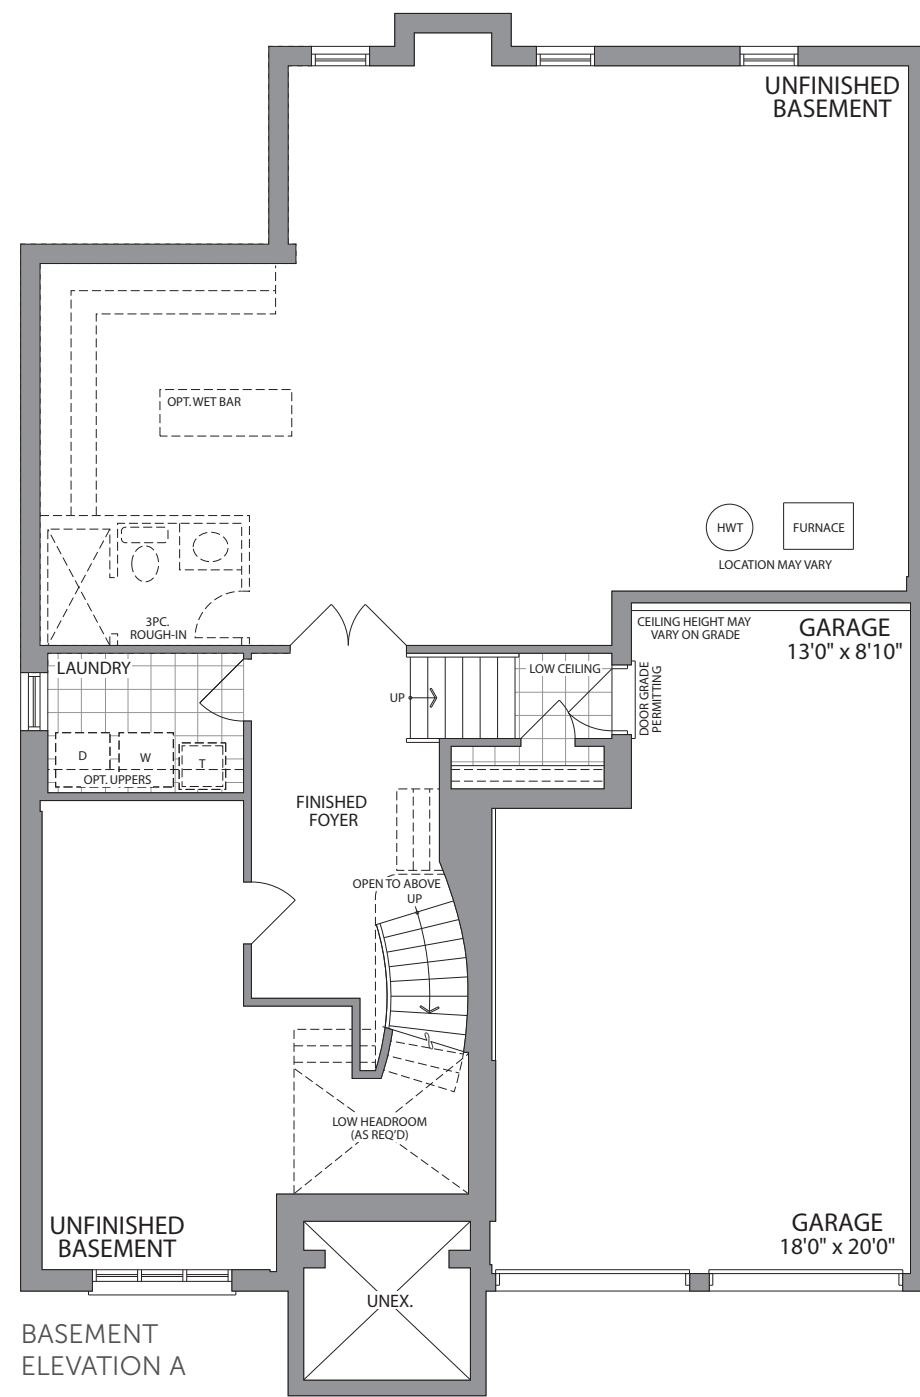 UNFINISHED
BASEMENT
OPT. WET BAR
HWT
FURNACE
LOCATION MAY VARY
3PC.
ROUGH-IN
CEILING HEIGHT MAY
VARY ON GRADE
GARAGE
13'0" x 8'10"
LAUNDRY
LOW CEILING
DOOR GRADE
PERMITTING
UP
D
W
T
OPT. UPPERS
FINISHED
FOYER
OPEN TO ABOVE
UP
LOW HEADROOM
(AS REQ'D)
UNFINISHED
BASEMENT
GARAGE
18'0" x 20'0"
UNEX.
BASEMENT
ELEVATION A